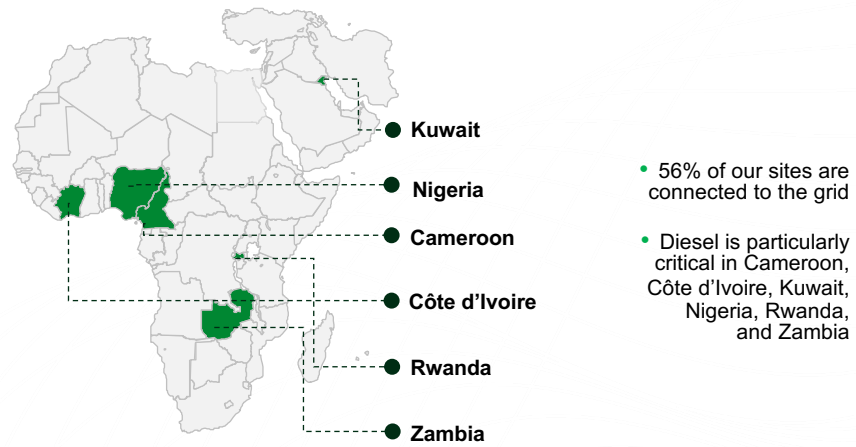 Kuwait
Nigeria
Cameroon
Côte d’Ivoire
Rwanda
Zambia
• 56% of our sites are
connected to the grid
• Diesel is particularly
critical in Cameroon,
Côte d’Ivoire, Kuwait,
Nigeria, Rwanda,
and Zambia